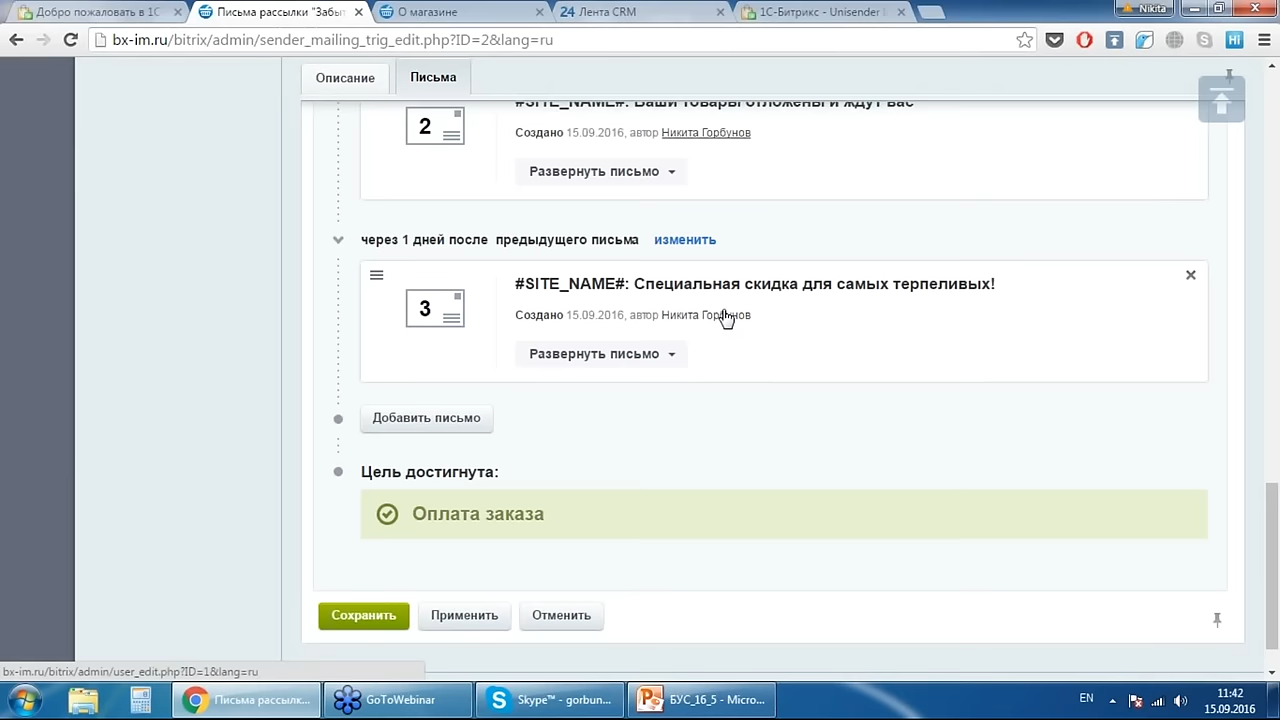 Добро пожаловать в 1С
Письма рассылки "Забыт
О магазине
24 Лента CRM
1С-Битрикс - Unisender
Nikita
bx-im.ru/bitrix/admin/sender_mailing_trig_edit.php?ID=2&lang=ru
Hi
Описание
Письма
#SITE_NAME#: Ваши товары отложены и ждут вас
2
Создано 15.09.2016, автор Никита Горбунов
Развернуть письмо
через 1 дней после предыдущего письма изменить
#SITE_NAME#: Специальная скидка для самых терпеливых!
3
Создано 15.09.2016, автор Никита Горбунов
Развернуть письмо
Добавить письмо
Цель достигнута:
Оплата заказа
Сохранить
Применить
Отменить
bx-im.ru/bitrix/admin/user_edit.php?ID=1&lang=ru
Письма рассылк...
GoToWebinar
Skype™ - gorbun...
БУС_16_5 - Micro...
EN
11:42
15.09.2016